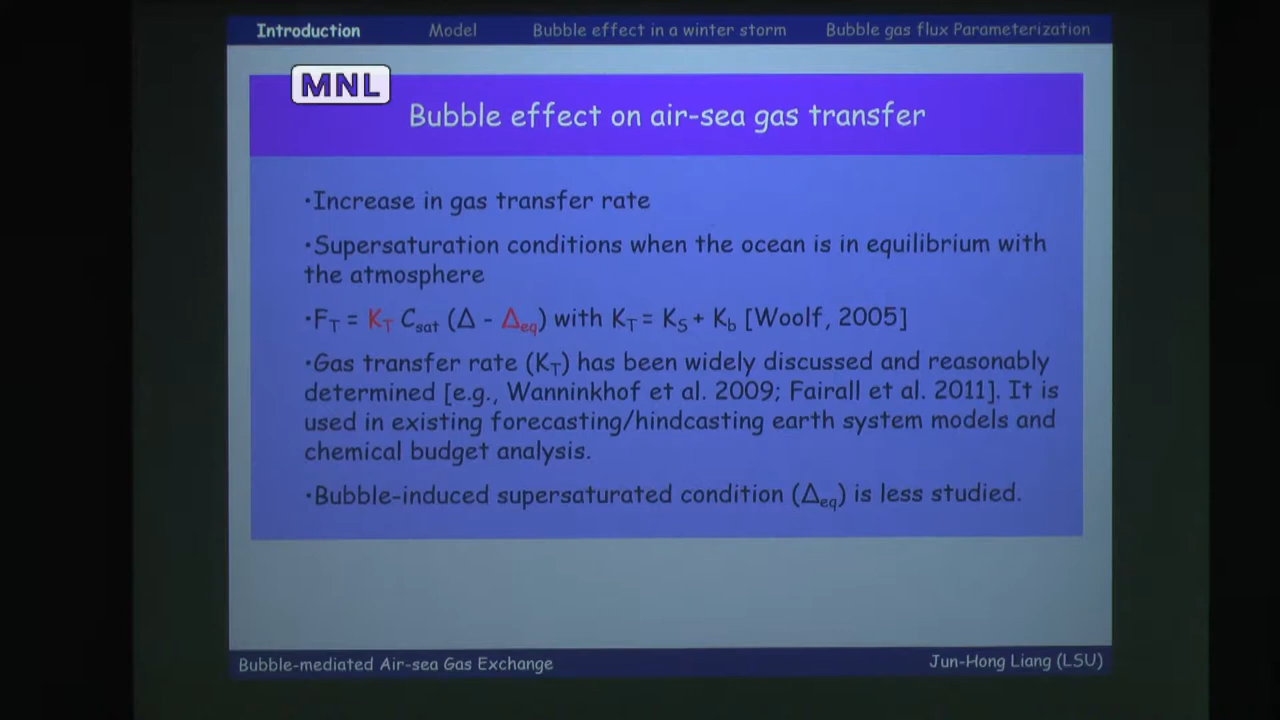 Introduction Model Bubble effect in a winter storm Bubble gas flux Parameterization
MNL
Bubble effect on air-sea gas transfer
•Increase in gas transfer rate
•Supersaturation conditions when the ocean is in equilibrium with
the atmosphere
•F_T = K_T C_sat (Δ - Δ_eq) with K_T = K_S + K_b [Woolf, 2005]
•Gas transfer rate (K_T) has been widely discussed and reasonably
determined [e.g., Wanninkhof et al. 2009; Fairall et al. 2011]. It is
used in existing forecasting/hindcasting earth system models and
chemical budget analysis.
•Bubble-induced supersaturated condition (Δ_eq) is less studied.
Bubble-mediated Air-sea Gas Exchange Jun-Hong Liang (LSU)